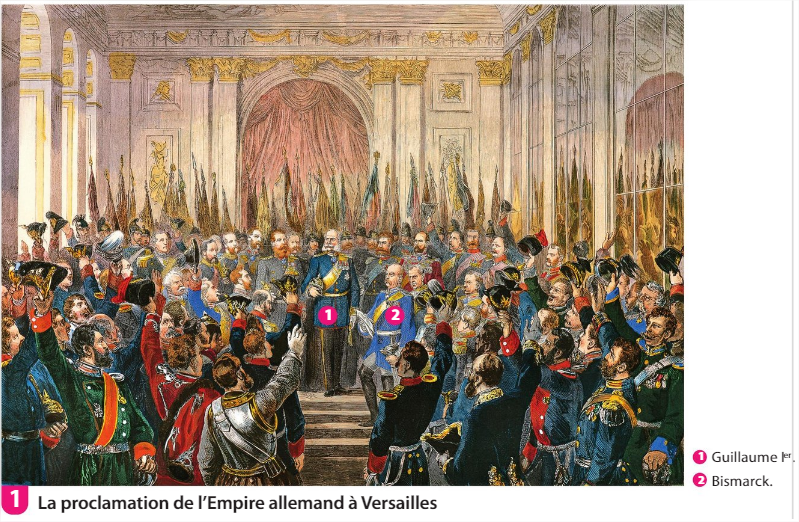 1
2
1 Guillaume Ier.
2 Bismarck.
1 La proclamation de l'Empire allemand à Versailles